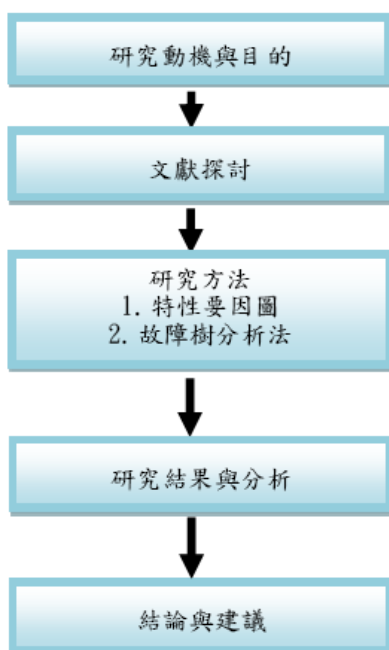 研究動機與目的
文獻探討
研究方法
1. 特性要因圖
2. 故障樹分析法
研究結果與分析
結論與建議